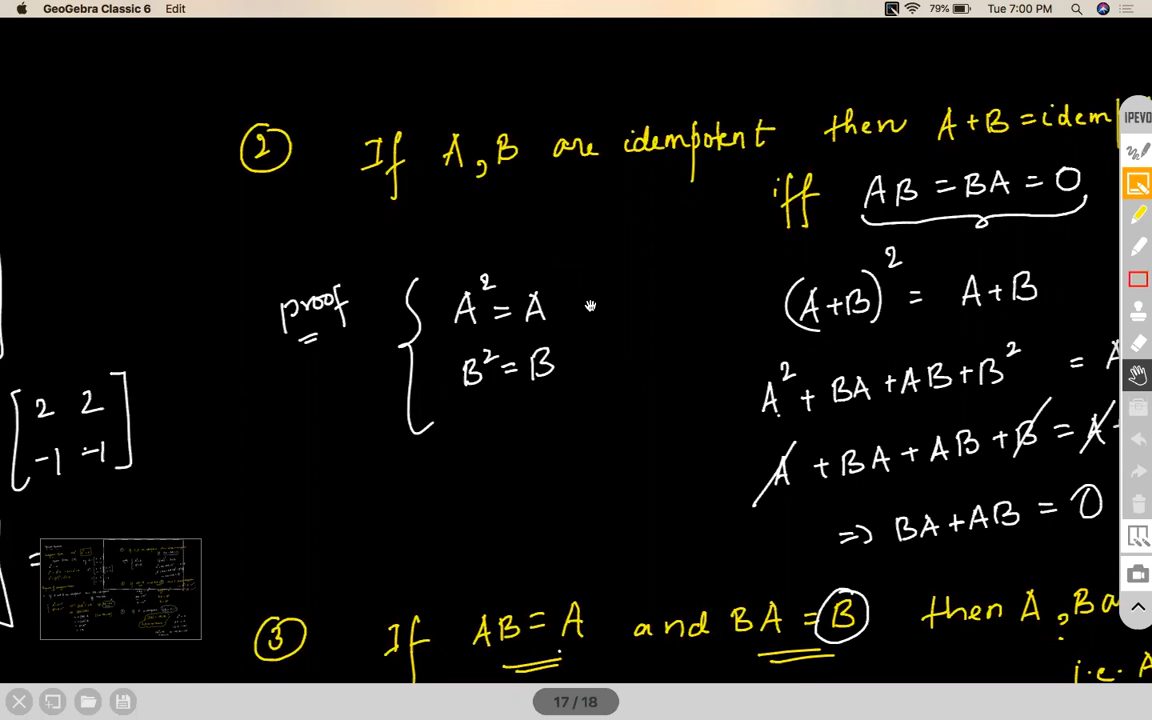 GeoGebra Classic 6 Edit 79% Tue 7:00 PM
② If A, B are idempotent then A+B = idem
iff AB = BA = 0
proof A² = A
B² = B
(A+B)² = A+B
A² + BA + AB + B² = A
A + BA + AB + B = A +
=> BA + AB = 0
[2 2
-1 -1]
=
③ If AB = A and BA = B then A, B a
i.e. A
IPEVO
17 / 18